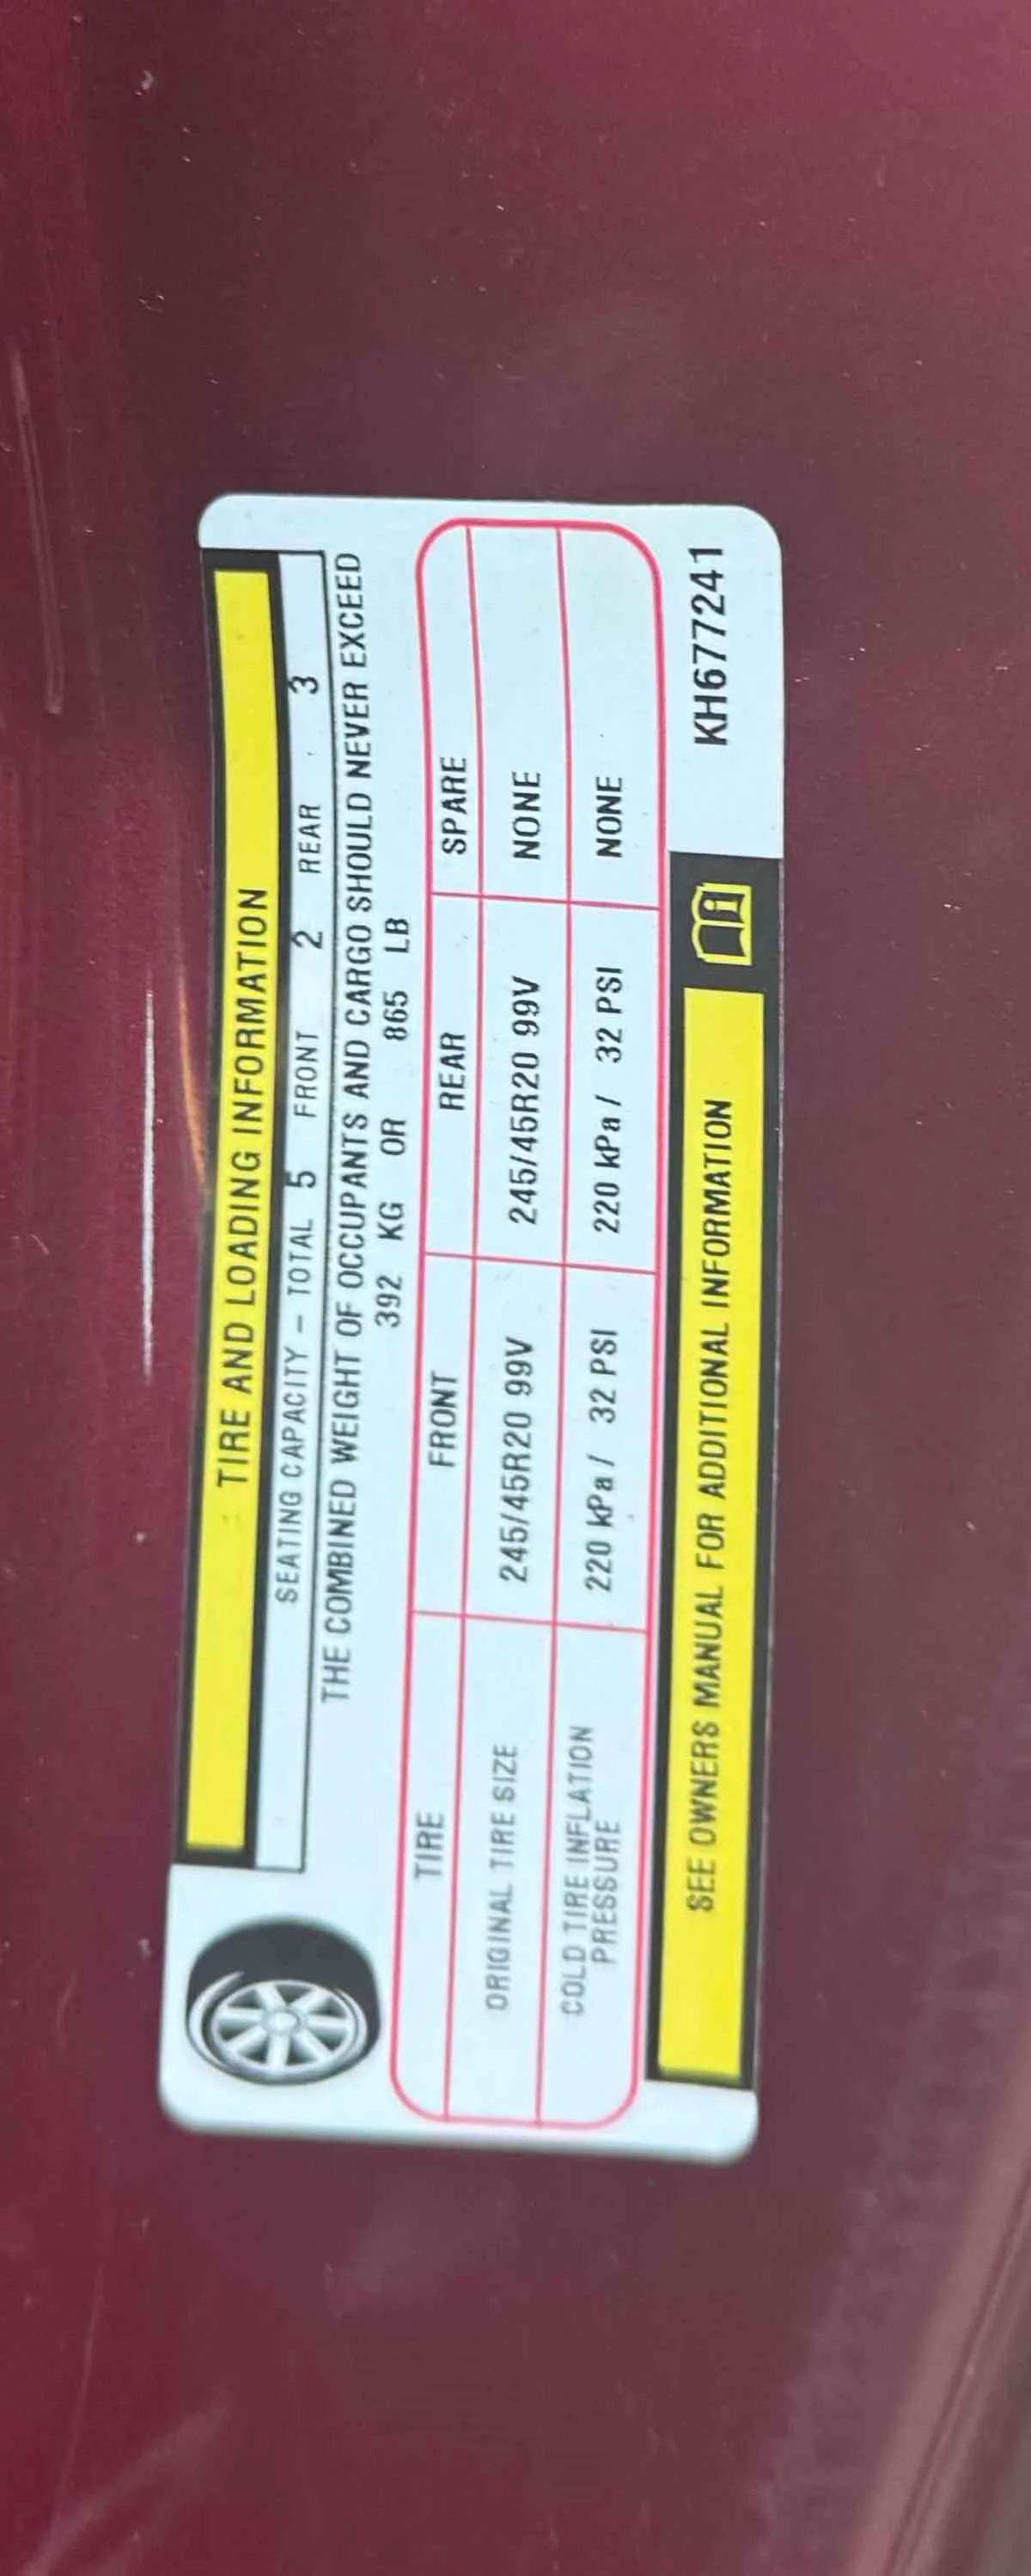 TIRE AND LOADING INFORMATION
SEATING CAPACITY – TOTAL 5 FRONT 2 REAR 3
THE COMBINED WEIGHT OF OCCUPANTS AND CARGO SHOULD NEVER EXCEED
392 KG OR 865 LB
TIRE FRONT REAR SPARE
ORIGINAL TIRE SIZE 245/45R20 99V 245/45R20 99V NONE
COLD TIRE INFLATION PRESSURE 220 kPa / 32 PSI 220 kPa / 32 PSI NONE
SEE OWNERS MANUAL FOR ADDITIONAL INFORMATION KH677241